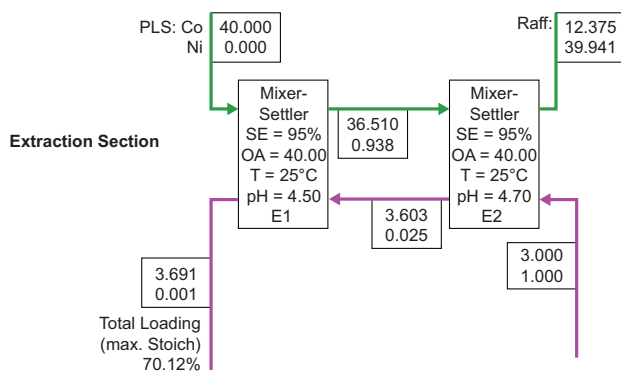 PLS: Co 40.000
Ni 0.000
Raff: 12.375
39.941
Extraction Section
Mixer-
Settler
SE = 95%
OA = 40.00
T = 25°C
pH = 4.50
E1
36.510
0.938
Mixer-
Settler
SE = 95%
OA = 40.00
T = 25°C
pH = 4.70
E2
3.603
0.025
3.691
0.001
3.000
1.000
Total Loading
(max. Stoich)
70.12%